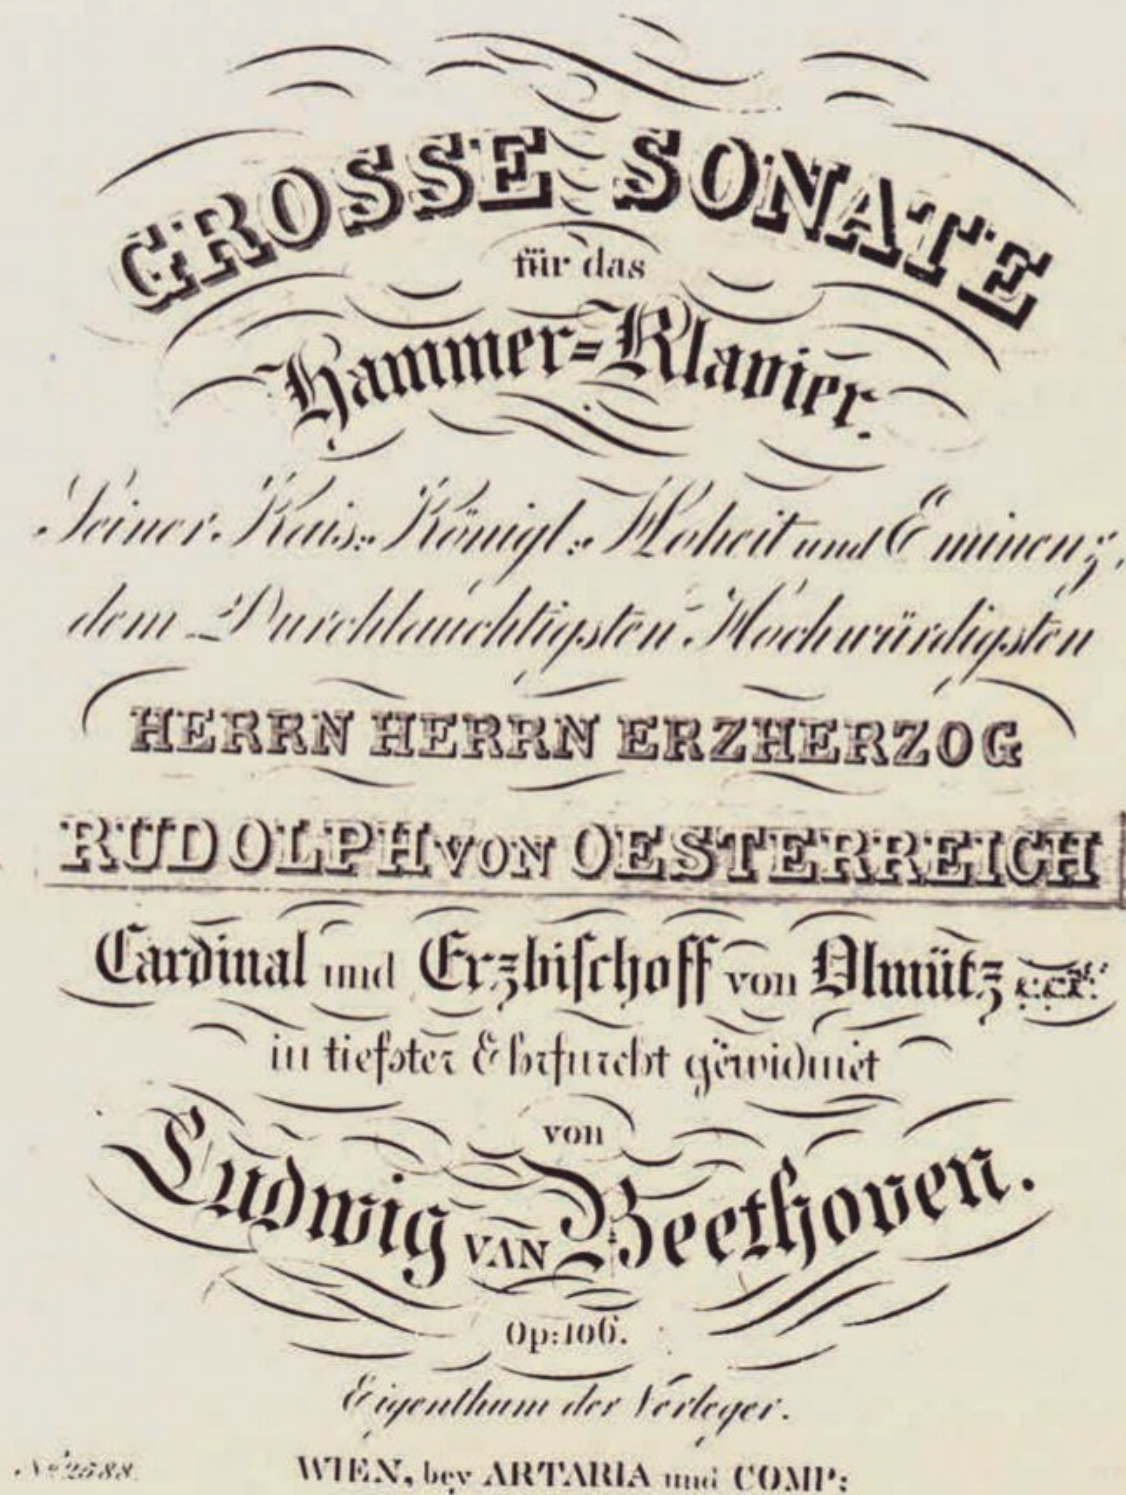 GROSSE SONATE
für das
Hammer=Klavier.
Seiner Kais: Königl: Hoheit und Eminenz,
dem Durchlauchtigsten Hochwürdigsten
HERRN HERRN ERZHERZOG
RUDOLPH VON OESTERREICH
Cardinal und Erzbischoff von Olmütz
in tiefster Ehrfurcht gewidmet
von
Ludwig VAN Beethoven.
Op: 106.
Eigenthum der Verleger.
No 2588.
WIEN, bey ARTARIA und COMP: